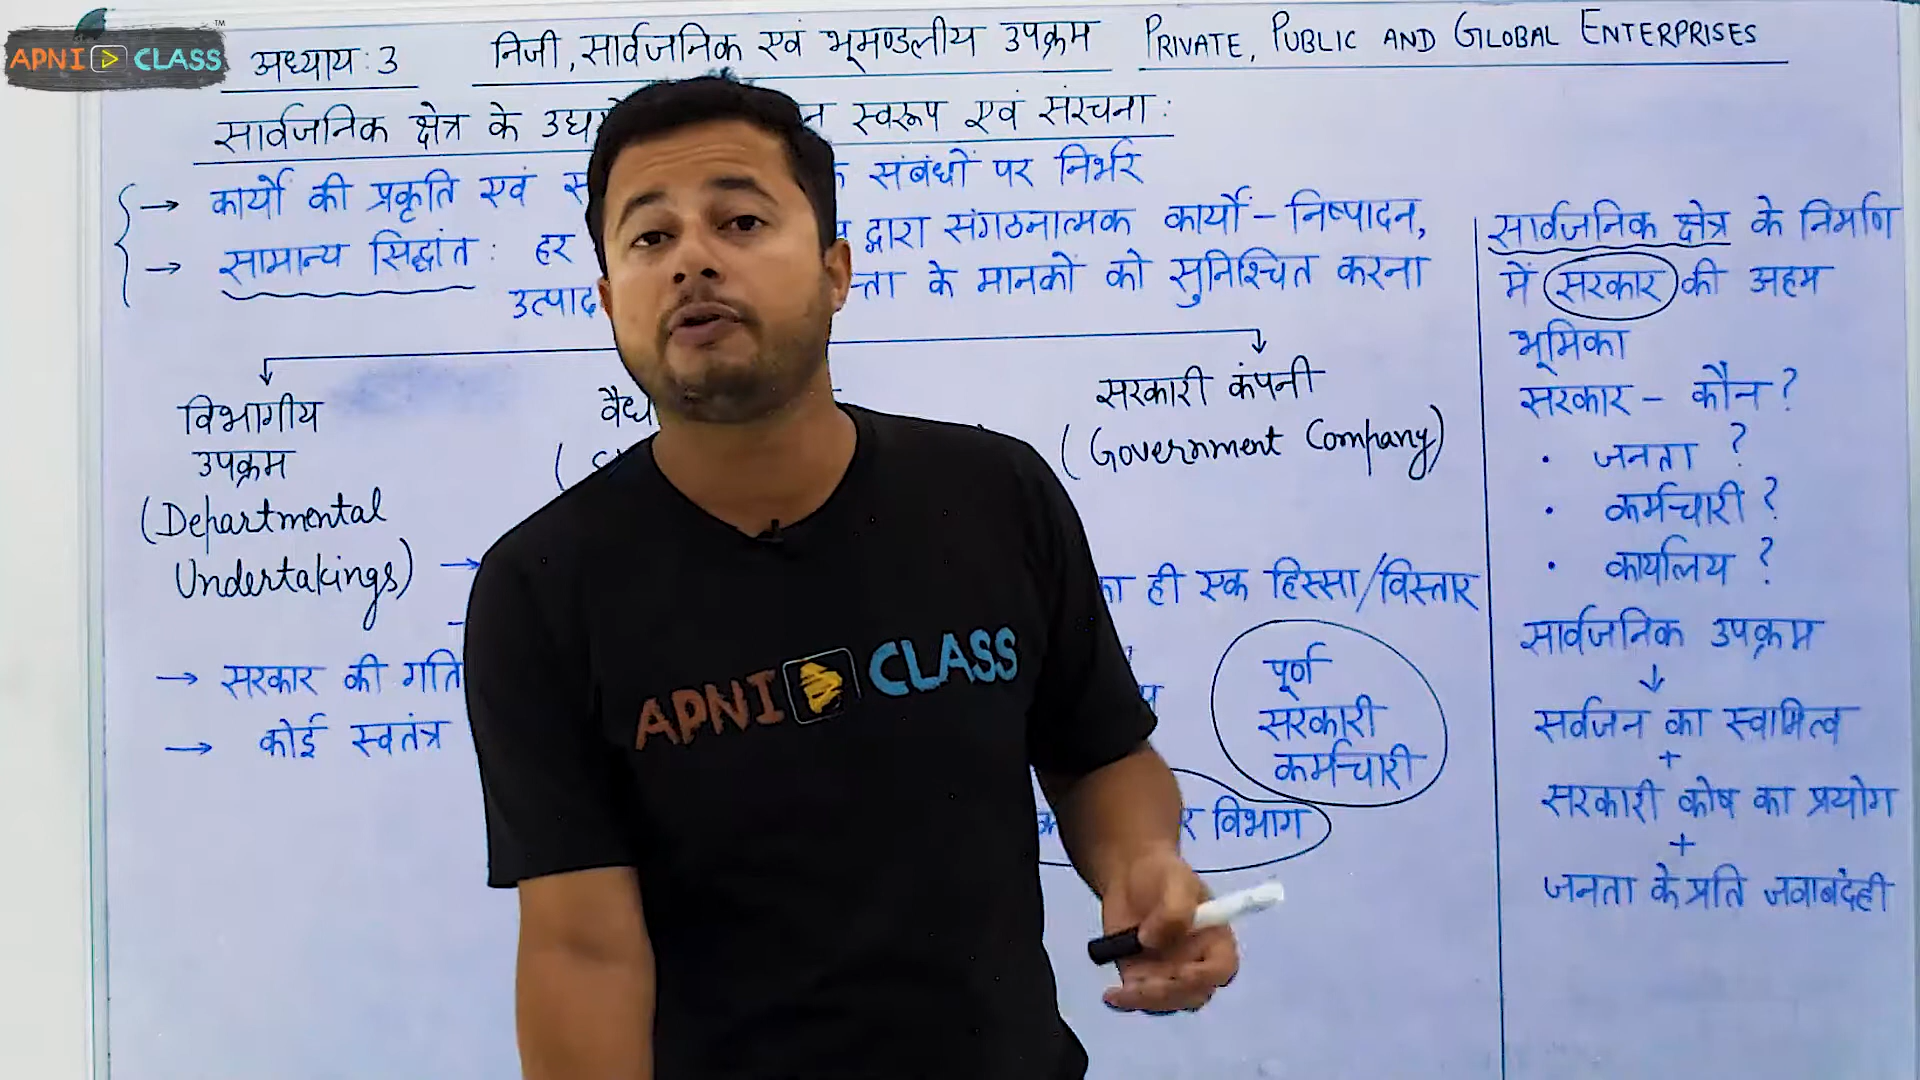 APNI CLASS
TM
अध्याय : 3 निजी, सार्वजनिक एवं भूमण्डलीय उपक्रम PRIVATE, PUBLIC AND GLOBAL ENTERPRISES
सार्वजनिक क्षेत्र के स्वरूप एवं संरचना :
→ कार्यो की प्रकृति एवं संबंधों पर निर्भर
→ सामान्य सिद्धांत : हर द्वारा संगठनात्मक कार्यो - निष्पादन,
के मानकों को सुनिश्चित करना
विभागीय
उपक्रम
(Departmental
Undertakings) →
सरकारी कंपनी
(Government Company)
ही एक हिस्सा/विस्तार
→ सरकार की
→ कोई स्वतंत्र
पूर्ण
सरकारी
कर्मचारी
विभाग
सार्वजनिक क्षेत्र के निर्माण
में सरकार की अहम
भूमिका
सरकार - कौन ?
· जनता ?
· कर्मचारी ?
· कार्यालय ?
सार्वजनिक उपक्रम
↓
सर्वजन का स्वामित्व
+
सरकारी कोष का प्रयोग
+
जनता के प्रति जवाबदेही
APNI CLASS